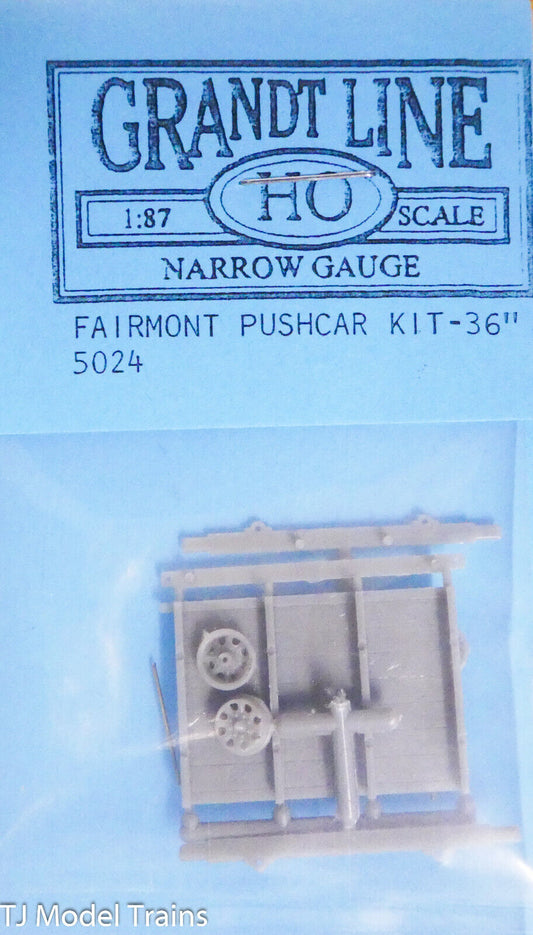 GRANDT LINE
1:87 HO SCALE
NARROW GAUGE
FAIRMONT PUSHCAR KIT-36"
5024
TJ Model Trains